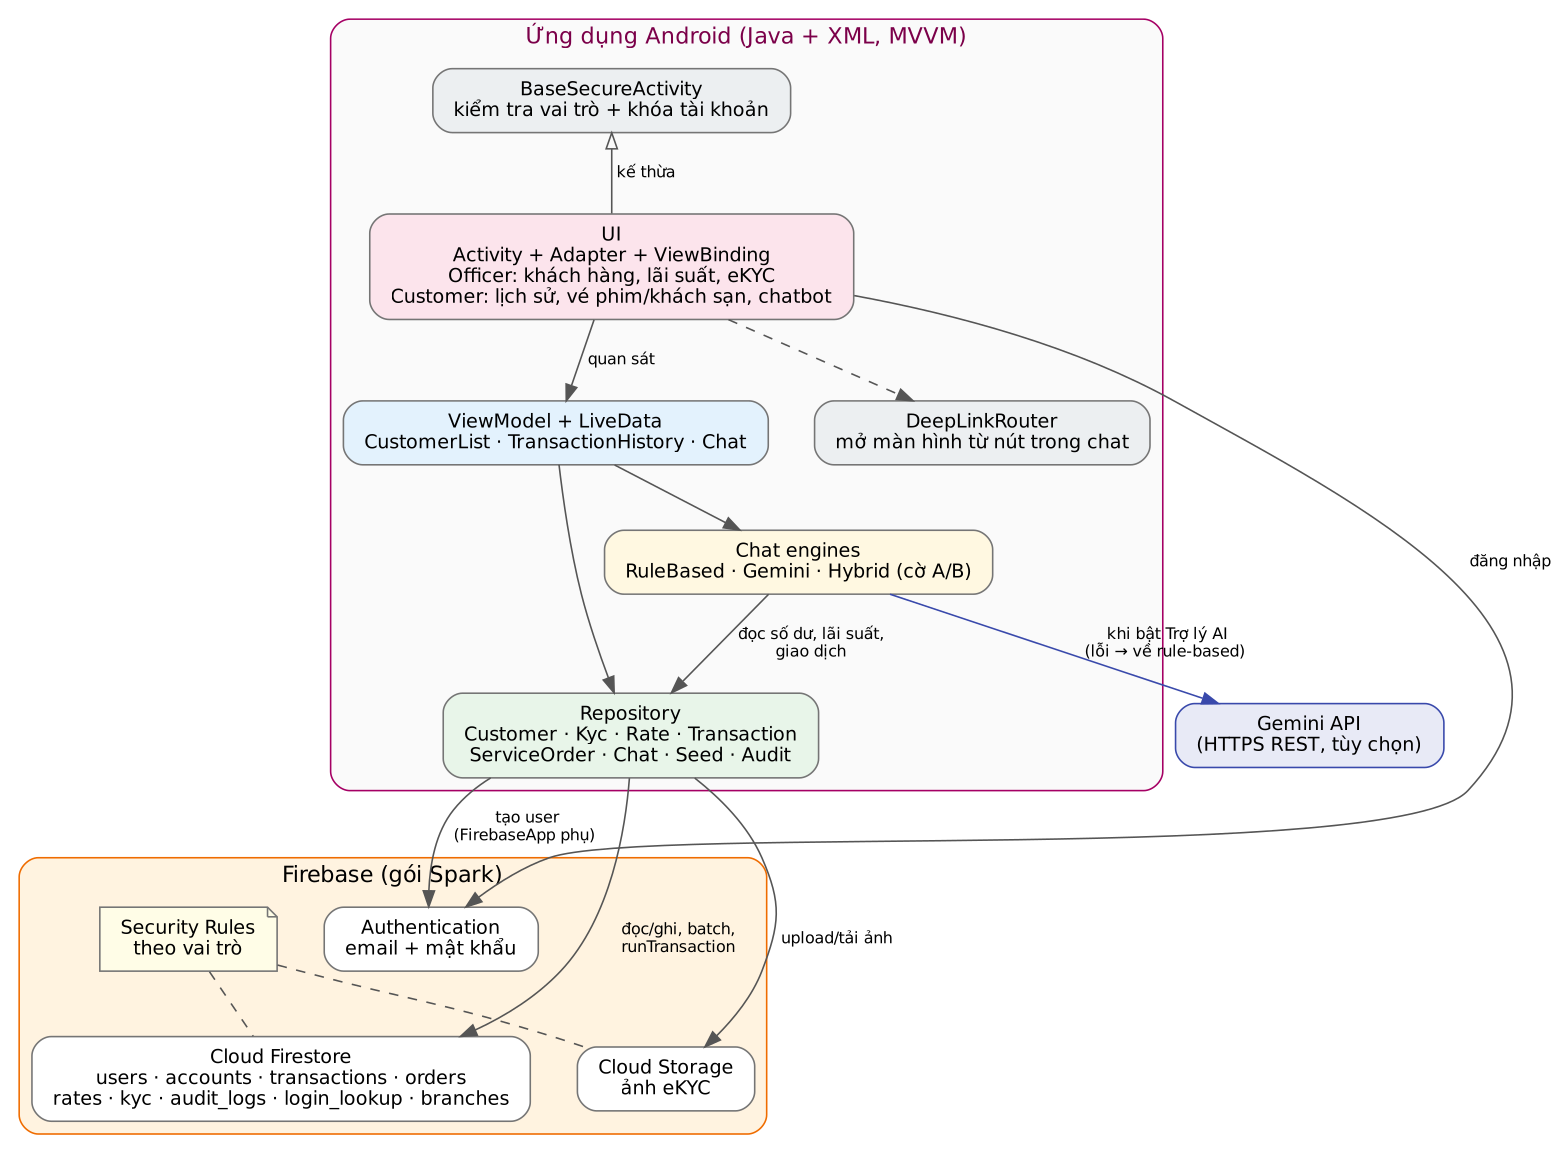 Ứng dụng Android (Java + XML, MVVM)
BaseSecureActivity
kiểm tra vai trò + khóa tài khoản
kế thừa
UI
Activity + Adapter + ViewBinding
Officer: khách hàng, lãi suất, eKYC
Customer: lịch sử, vé phim/khách sạn, chatbot
quan sát
ViewModel + LiveData
CustomerList · TransactionHistory · Chat
DeepLinkRouter
mở màn hình từ nút trong chat
Chat engines
RuleBased · Gemini · Hybrid (cờ A/B)
đăng nhập
đọc số dư, lãi suất,
giao dịch
khi bật Trợ lý AI
(lỗi → về rule-based)
Repository
Customer · Kyc · Rate · Transaction
ServiceOrder · Chat · Seed · Audit
Gemini API
(HTTPS REST, tùy chọn)
tạo user
(FirebaseApp phụ)
Firebase (gói Spark)
Security Rules
theo vai trò
Authentication
email + mật khẩu
đọc/ghi, batch,
runTransaction
upload/tải ảnh
Cloud Firestore
users · accounts · transactions · orders
rates · kyc · audit_logs · login_lookup · branches
Cloud Storage
ảnh eKYC